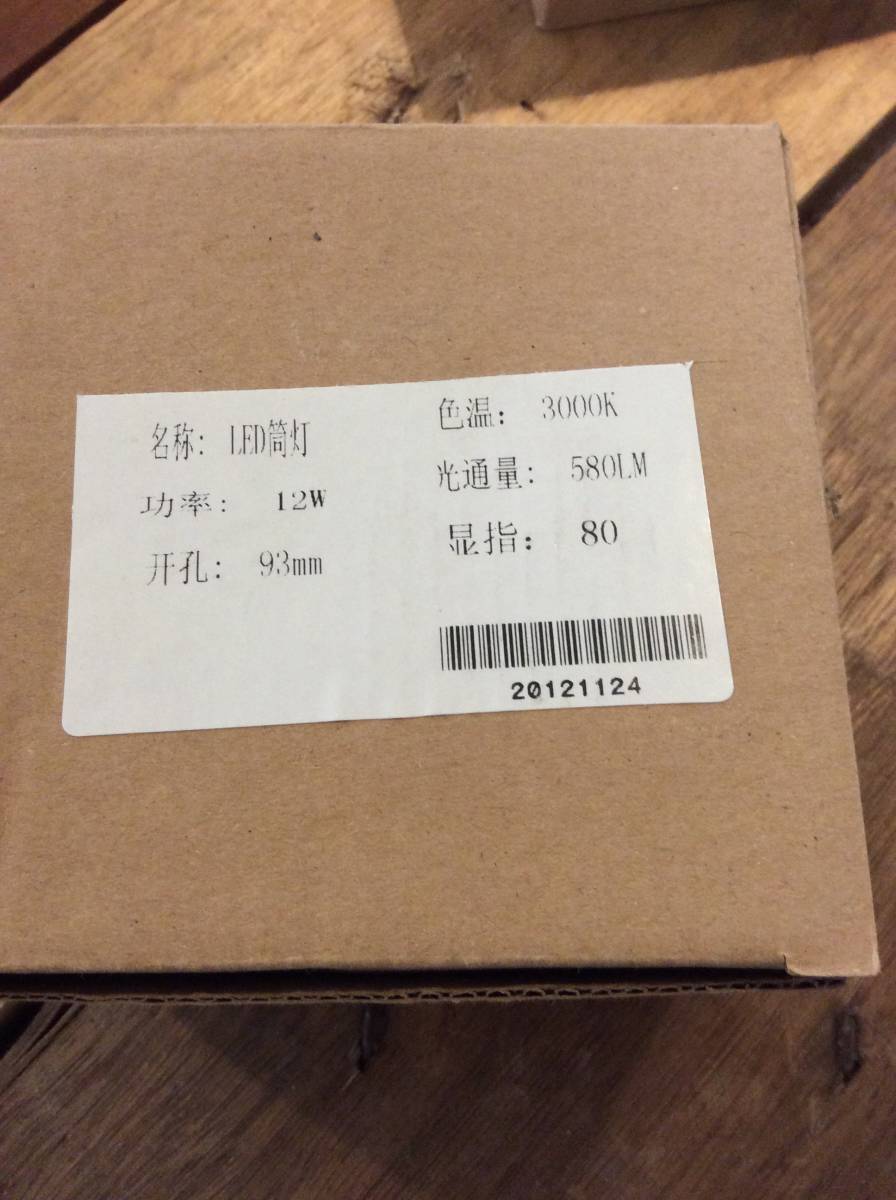 名称: LED筒灯
功率: 12W
开孔: 93mm
色温: 3000K
光通量: 580LM
显指: 80
20121124